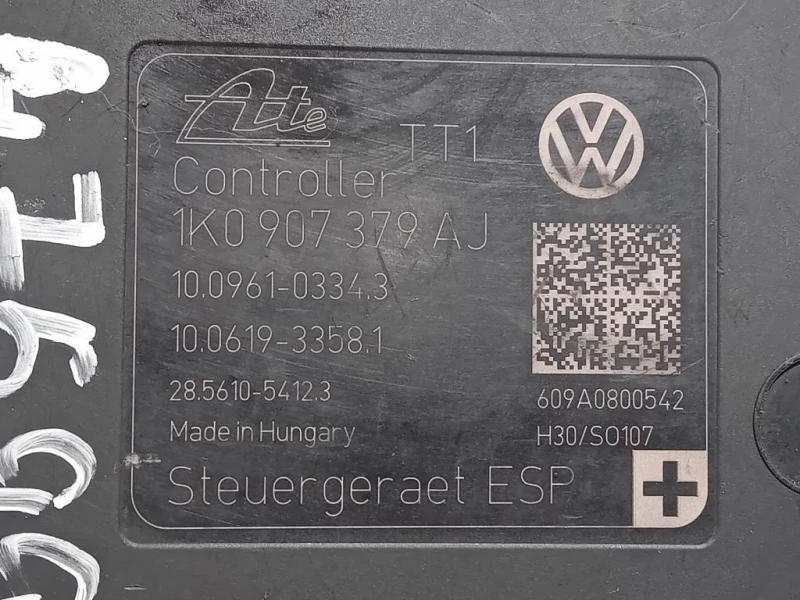 Ate
TT1
Controller
1K0 907 379 AJ
10.0961-0334.3
10.0619-3358.1
28.5610-5412.3
609A0800542
Made in Hungary
H30/SO107
Steuergeraet ESP